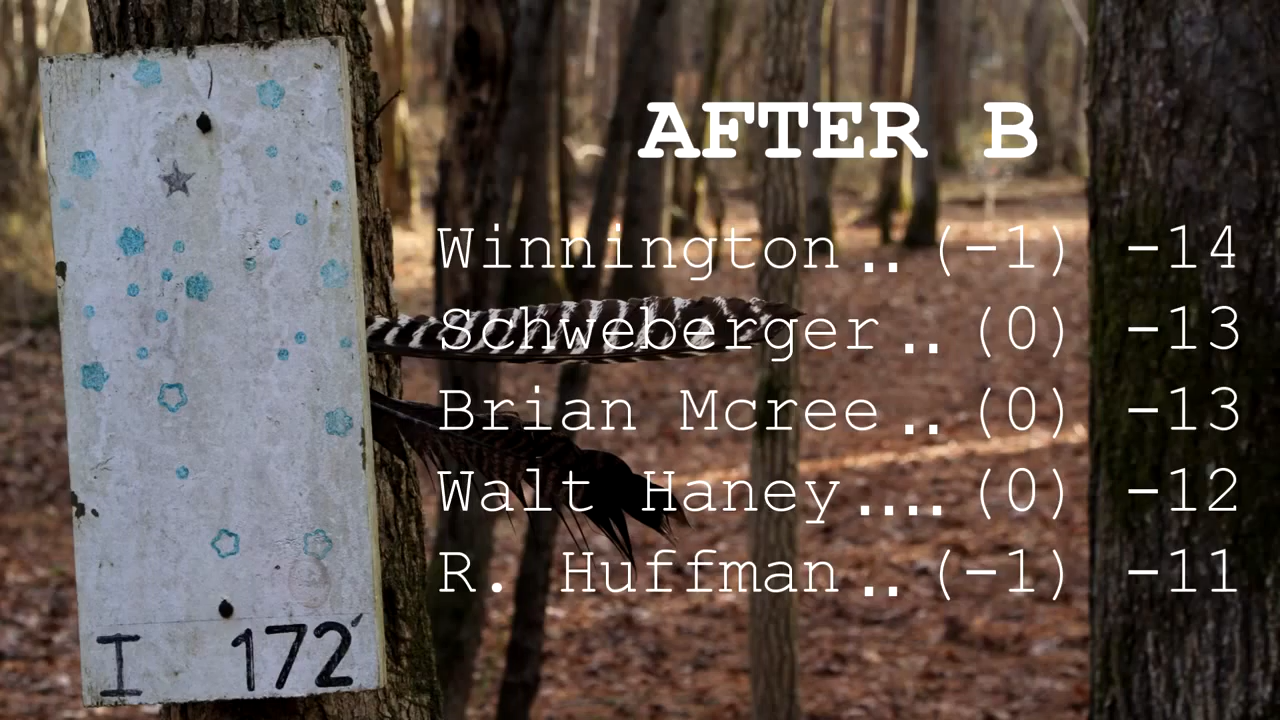 AFTER B
Winnington .. (-1) -14
Schweberger .. (0) -13
Brian Mcree .. (0) -13
Walt Haney .... (0) -12
R. Huffman .. (-1) -11
I 172'